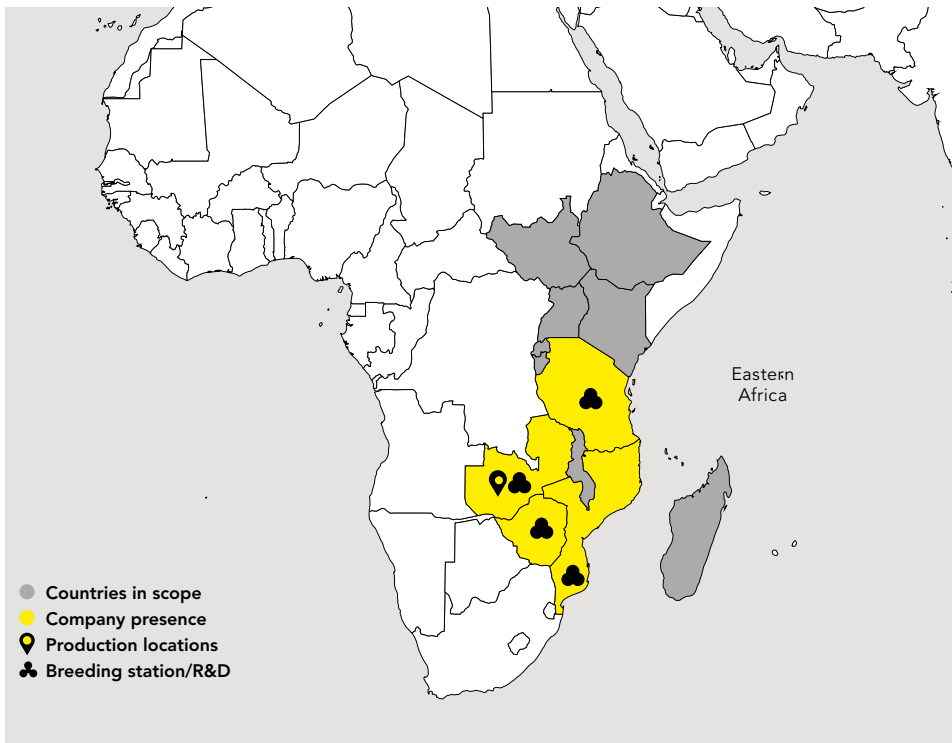 Eastern
Africa
Countries in scope
Company presence
Production locations
Breeding station/R&D